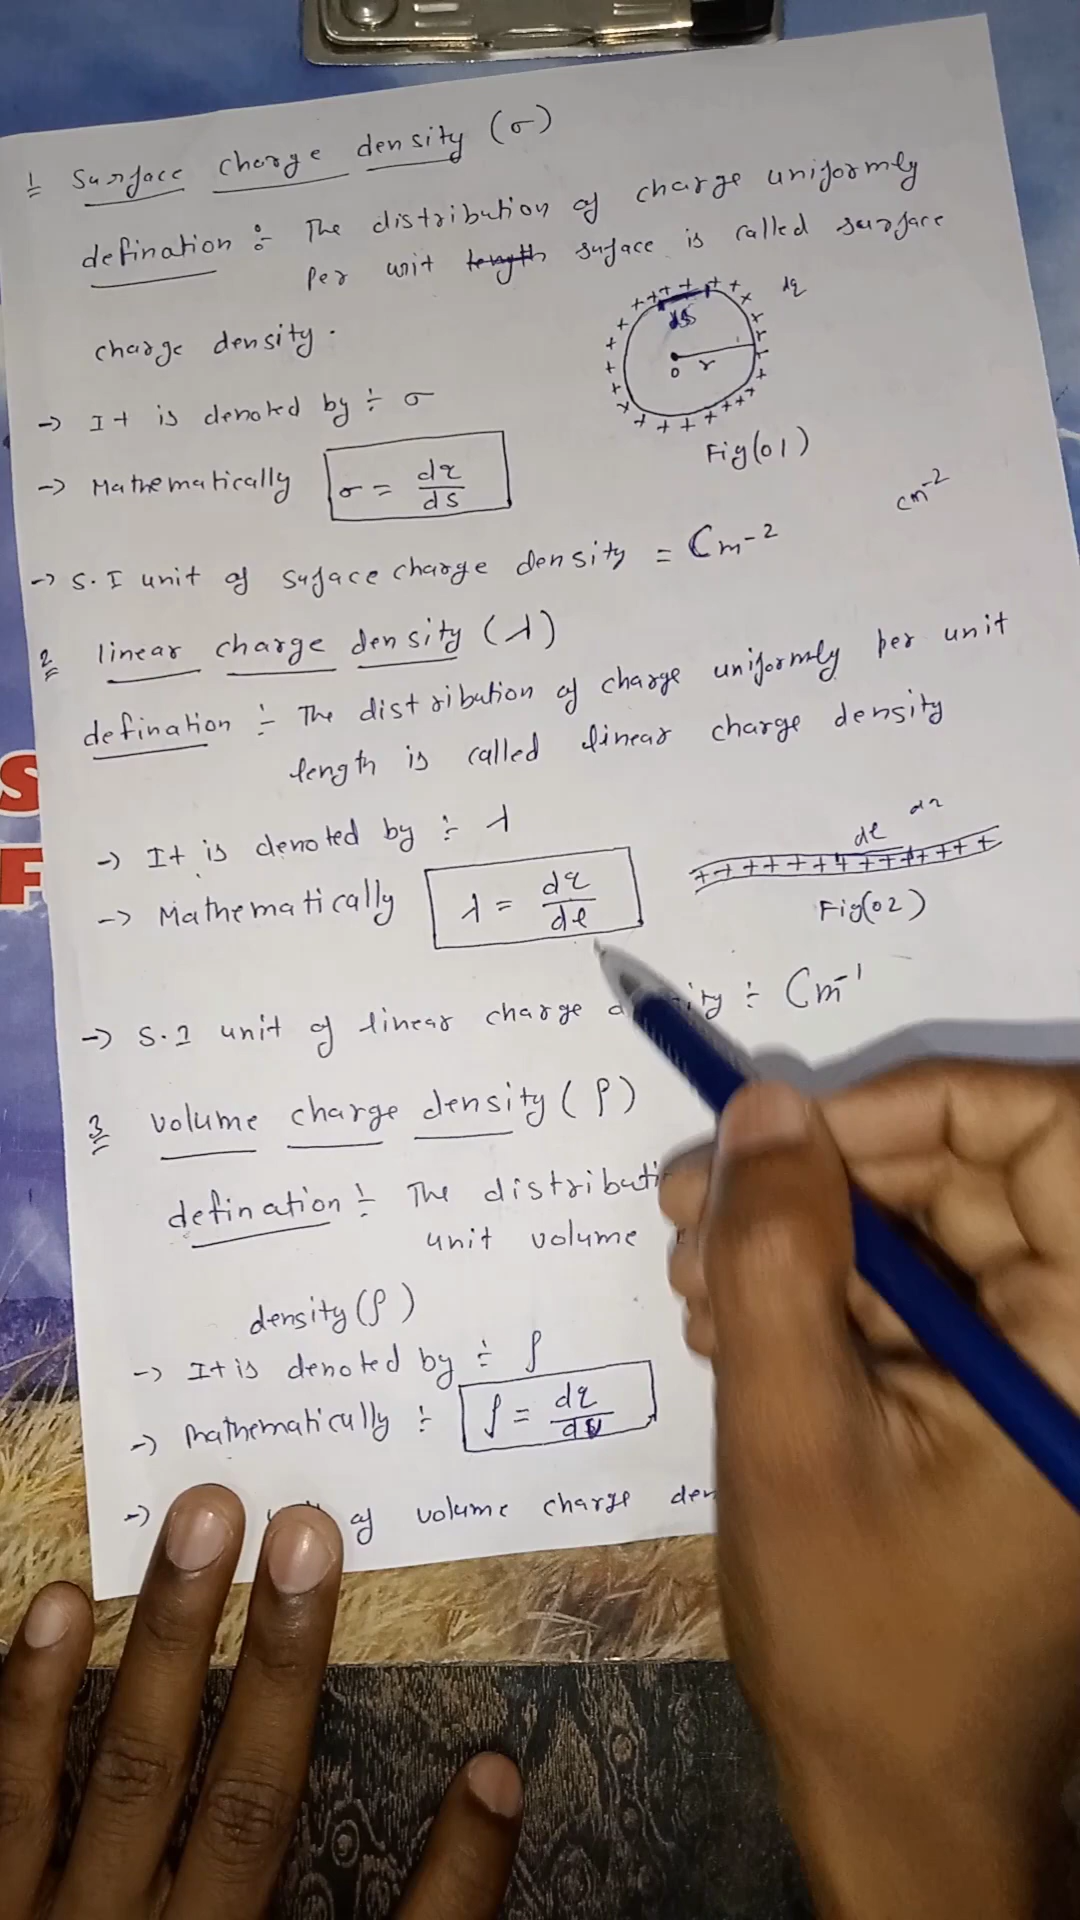 1 Surface charge density (σ)
defination ÷ The distribution of charge uniformly
per unit length surface is called surface
charge density.
dq
ds
o r
Fig(01)
→ It is denoted by ÷ σ
→ Mathematically σ = dq/ds
cm-2
→ S.I unit of suface charge density = Cm-2
2 linear charge density (λ)
defination ÷ The distribution of charge uniformly per unit
length is called linear charge density
→ It is denoted by ÷ λ
dl dq
→ Mathematically λ = dq/dl
Fig(02)
→ S.I unit of linear charge ÷ Cm-1
3 volume charge density (ρ)
defination ÷ The
unit volume
density (ρ)
→ It is denoted by ÷ ρ
→ Mathematically ÷ ρ = dq/dv
→ of volume charge
S
F